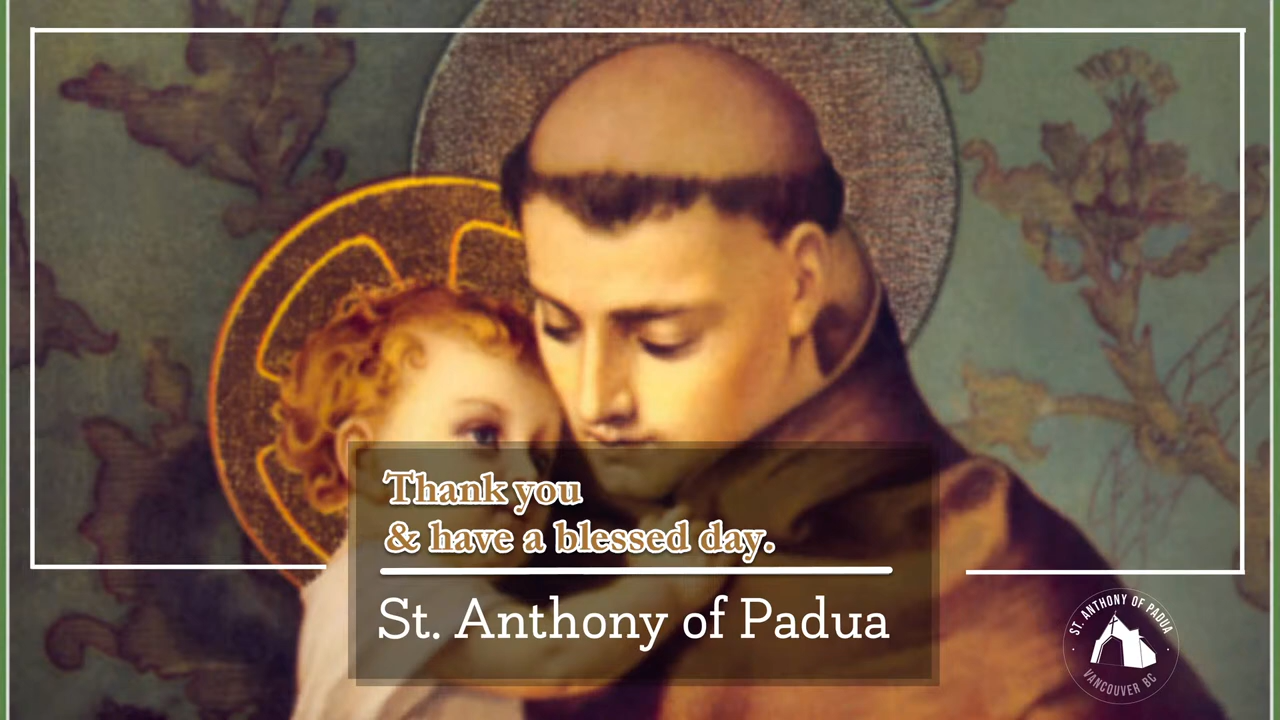 Thank you
& have a blessed day.
St. Anthony of Padua
ST. ANTHONY OF PADUA
VANCOUVER BC